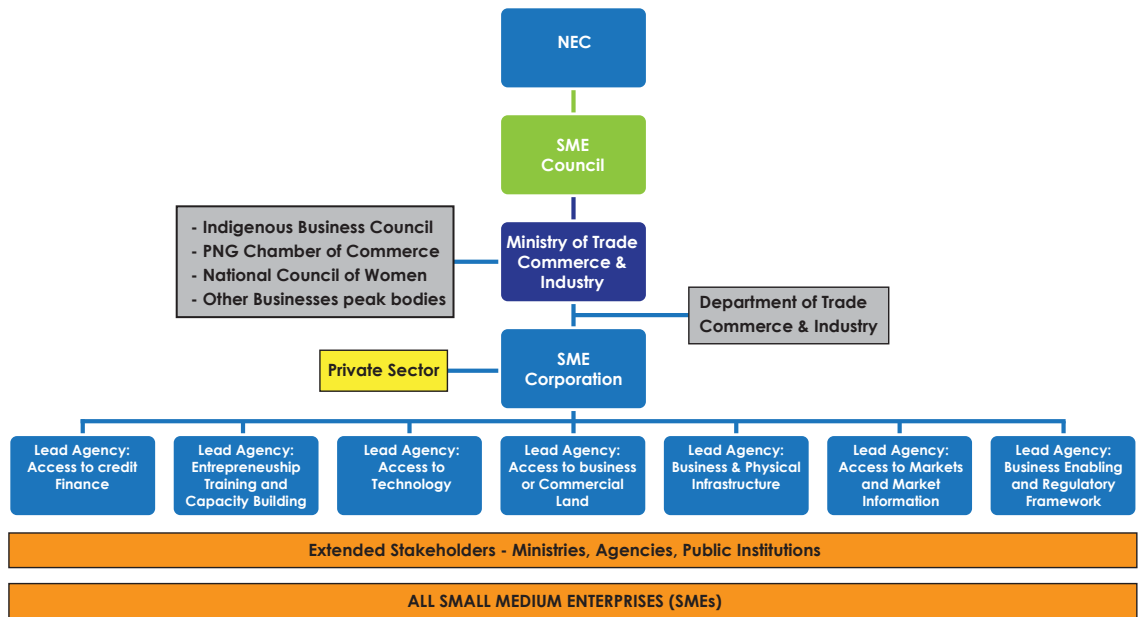 NEC
SME
Council
- Indigenous Business Council
- PNG Chamber of Commerce
- National Council of Women
- Other Businesses peak bodies
Ministry of Trade
Commerce &
Industry
Department of Trade
Commerce & Industry
Private Sector
SME
Corporation
Lead Agency:
Access to credit
Finance
Lead Agency:
Entrepreneuship
Training and
Capacity Building
Lead Agency:
Access to
Technology
Lead Agency:
Access to business
or Commercial
Land
Lead Agency:
Business & Physical
Infrastructure
Lead Agency:
Access to Markets
and Market
Information
Lead Agency:
Business Enabling
and Regulatory
Framework
Extended Stakeholders - Ministries, Agencies, Public Institutions
ALL SMALL MEDIUM ENTERPRISES (SMEs)